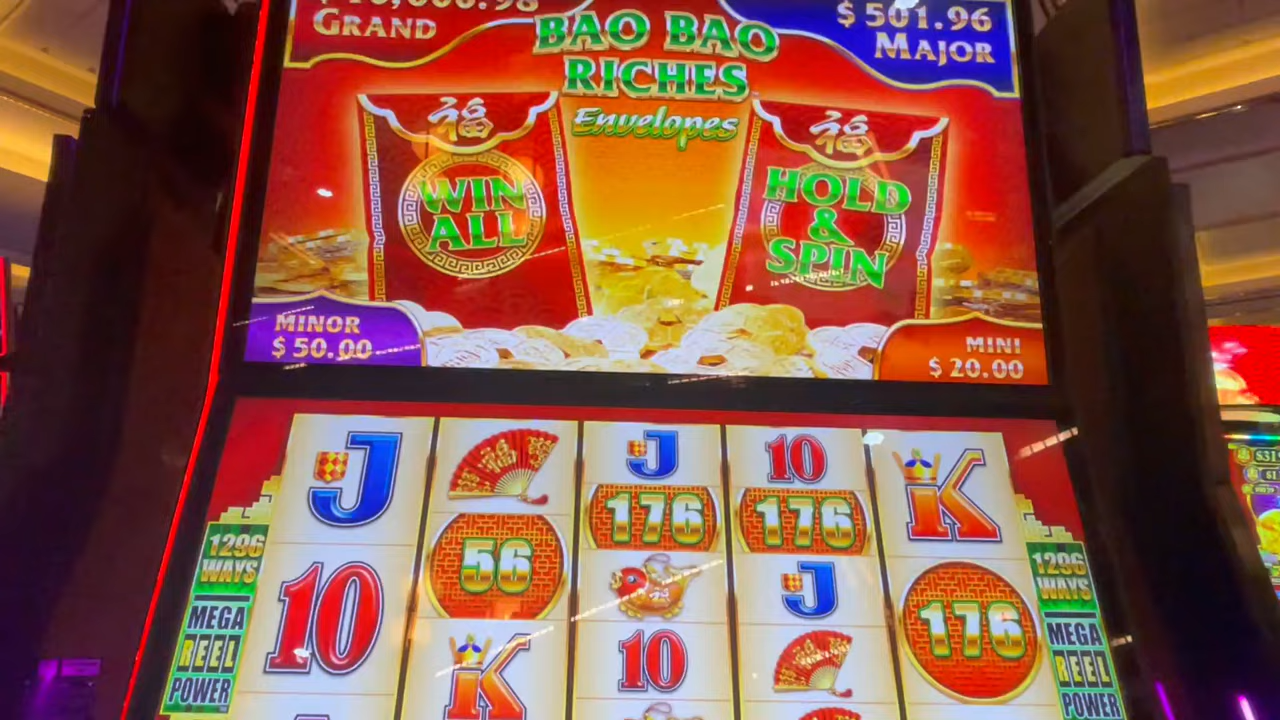 GRAND
BAO BAO
RICHES
Envelopes
$501.96
MAJOR
福
WIN
ALL
福
HOLD
&
SPIN
MINOR
$50.00
MINI
$20.00
J
J
10
K
176
176
56
1296
WAYS
MEGA
REEL
POWER
10
K
10
J
176
1296
WAYS
MEGA
REEL
POWER